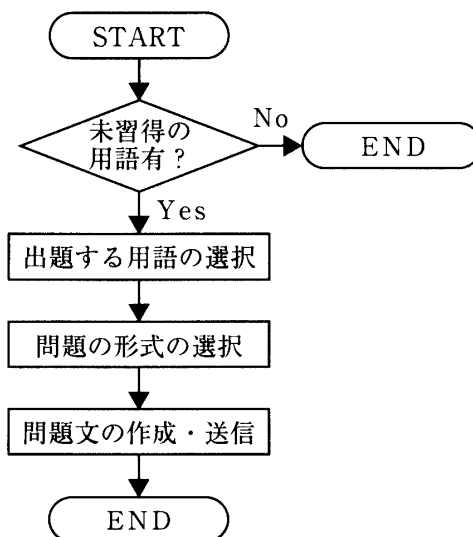 START
未習得の
用語有?
No
END
Yes
出題する用語の選択
問題の形式の選択
問題文の作成・送信
END